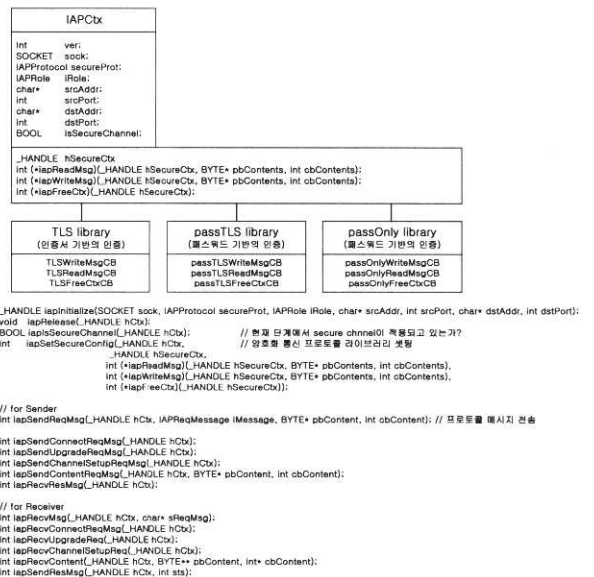 IAPCtx
int ver;
SOCKET sock;
IAPProtocol secureProt;
IAPRole iRole;
char* srcAddr;
int srcPort;
char* dstAddr;
int dstPort;
BOOL isSecureChannel;
_HANDLE hSecureCtx
int (*iapReadMsg)(_HANDLE hSecureCtx, BYTE* pbContents, int cbContents);
int (*iapWriteMsg)(_HANDLE hSecureCtx, BYTE* pbContents, int cbContents);
int (*iapFreeCtx)(_HANDLE hSecureCtx);
TLS library
(인증서 기반의 인증)
TLSWriteMsgCB
TLSReadMsgCB
TLSFreeCtxCB
passTLS library
(패스워드 기반의 인증)
passTLSWriteMsgCB
passTLSReadMsgCB
passTLSFreeCtxCB
passOnly library
(패스워드 기반의 인증)
passOnlyWriteMsgCB
passOnlyReadMsgCB
passOnlyFreeCtxCB
_HANDLE iapInitialize(SOCKET sock, IAPProtocol secureProt, IAPRole iRole, char* srcAddr, int srcPort, char* dstAddr, int dstPort);
void iapRelease(_HANDLE hCtx);
BOOL iapIsSecureChannel(_HANDLE hCtx); // 현재 단계에서 secure chnnel이 적용되고 있는가?
int iapSetSecureConfig(_HANDLE hCtx, // 암호화 통신 프로토콜 라이브러리 셋팅
_HANDLE hSecureCtx,
int (*iapReadMsg)(_HANDLE hSecureCtx, BYTE* pbContents, int cbContents),
int (*iapWriteMsg)(_HANDLE hSecureCtx, BYTE* pbContents, int cbContents),
int (*iapFreeCtx)(_HANDLE hSecureCtx));
// for Sender
int iapSendReqMsg(_HANDLE hCtx, IAPReqMessage iMessage, BYTE* pbContent, int cbContent); // 프로토콜 메시지 전송
int iapSendConnectReqMsg(_HANDLE hCtx);
int iapSendUpgradeReqMsg(_HANDLE hCtx);
int iapSendChannelSetupReqMsg(_HANDLE hCtx);
int iapSendContentReqMsg(_HANDLE hCtx, BYTE* pbContent, int cbContent);
int iapRecvResMsg(_HANDLE hCtx);
// for Receiver
int iapRecvMsg(_HANDLE hCtx, char* sReqMsg);
int iapRecvConnectReqMsg(_HANDLE hCtx);
int iapRecvUpgradeReq(_HANDLE hCtx);
int iapRecvChannelSetupReq(_HANDLE hCtx);
int iapRecvContent(_HANDLE hCtx, BYTE** pbContent, int* cbContent);
int iapSendResMsg(_HANDLE hCtx, int sts);